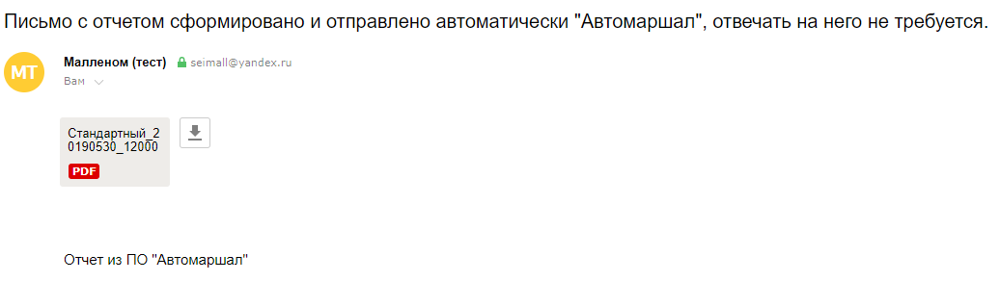 Письмо с отчетом сформировано и отправлено автоматически "Автомаршал", отвечать на него не требуется.
МТ
Малленом (тест) seimall@yandex.ru
Вам
Стандартный_2
0190530_12000
PDF
Отчет из ПО "Автомаршал"